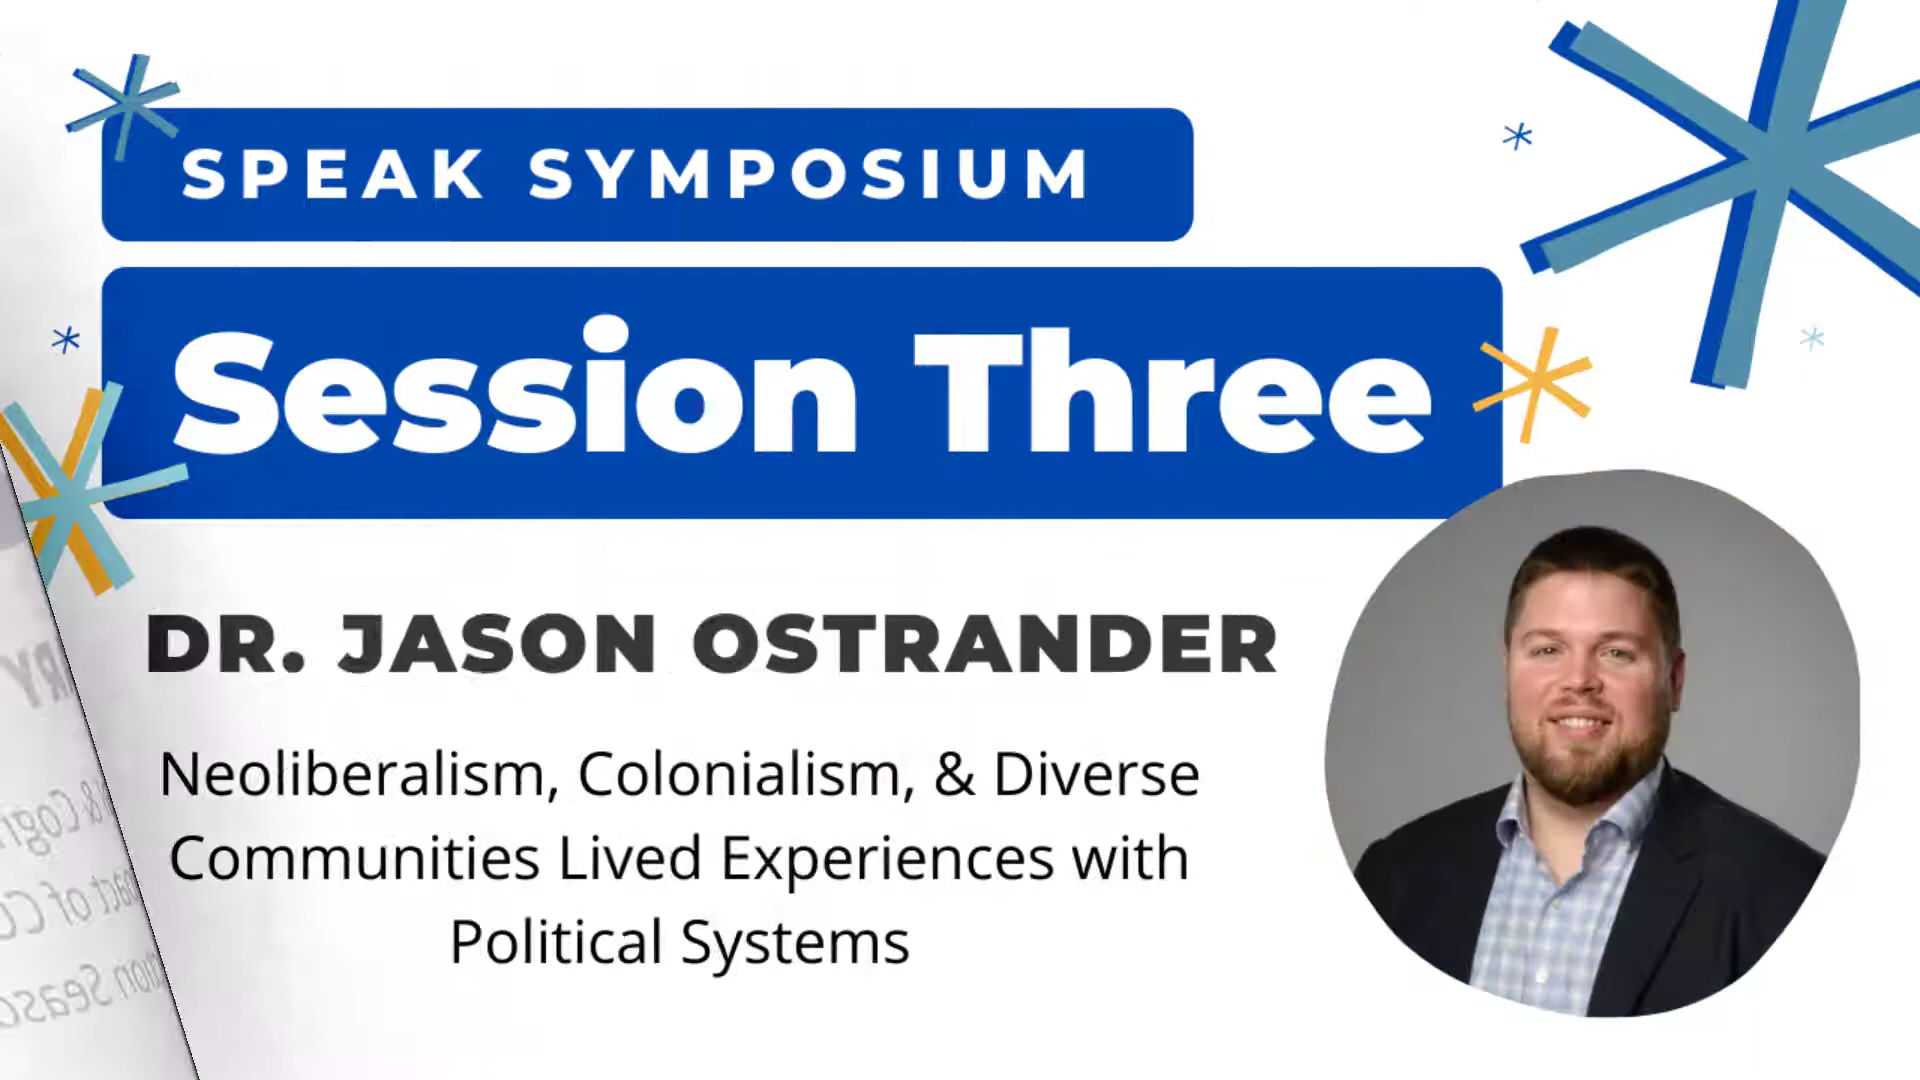 SPEAK SYMPOSIUM
Session Three
DR. JASON OSTRANDER
Neoliberalism, Colonialism, & Diverse
Communities Lived Experiences with
Political Systems